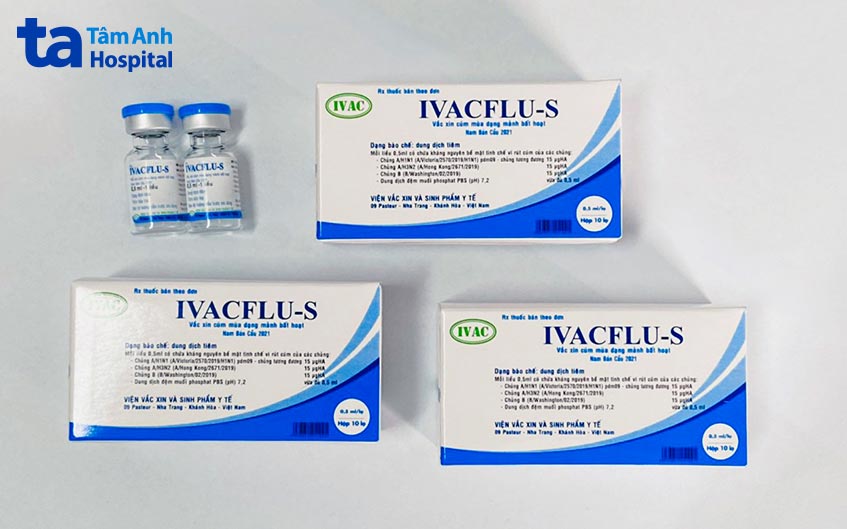 Tâm Anh
Hospital
Rx thuốc bán theo đơn
IVAC
IVACFLU-S
Vắc xin cúm mùa dạng mảnh bất hoạt
Nam Bán Cầu 2021
Dạng bào chế: dung dịch tiêm
Mỗi liều 0,5ml có chứa kháng nguyên bề mặt tinh chế vi rút cúm của các chủng:
- Chủng A/H1N1 (A/Victoria/2570/2019/H1N1) pdm09 - chủng tương đương 15 µgHA
- Chủng A/H3N2 (A/Hong Kong/2671/2019) 15 µgHA
- Chủng B (B/Washington/02/2019) 15 µgHA
- Dung dịch đệm muối phosphat PBS (pH) 7,2 vừa đủ 0,5 ml
VIỆN VẮC XIN VÀ SINH PHẨM Y TẾ
09 Pasteur - Nha Trang - Khánh Hòa - Việt Nam
0,5 ml/lọ
Hộp 10 lọ
IVACFLU-S
0,5 ml-1 liều
IVACFLU-S
0,5 ml-1 liều
Rx thuốc bán theo đơn
IVAC
IVACFLU-S
Vắc xin cúm mùa dạng mảnh bất hoạt
Nam Bán Cầu 2021
Dạng bào chế: dung dịch tiêm
Mỗi liều 0,5ml có chứa kháng nguyên bề mặt tinh chế vi rút cúm của các chủng:
- Chủng A/H1N1 (A/Victoria/2570/2019/H1N1) pdm09 - chủng tương đương 15 µgHA
- Chủng A/H3N2 (A/Hong Kong/2671/2019) 15 µgHA
- Chủng B (B/Washington/02/2019) 15 µgHA
- Dung dịch đệm muối phosphat PBS (pH) 7,2 vừa đủ 0,5 ml
VIỆN VẮC XIN VÀ SINH PHẨM Y TẾ
09 Pasteur - Nha Trang - Khánh Hòa - Việt Nam
0,5 ml/lọ
Hộp 10 lọ
Rx thuốc bán theo đơn
IVAC
IVACFLU-S
Vắc xin cúm mùa dạng mảnh bất hoạt
Nam Bán Cầu 2021
Dạng bào chế: dung dịch tiêm
Mỗi liều 0,5ml có chứa kháng nguyên bề mặt tinh chế vi rút cúm của các chủng:
- Chủng A/H1N1 (A/Victoria/2570/2019/H1N1) pdm09 - chủng tương đương 15 µgHA
- Chủng A/H3N2 (A/Hong Kong/2671/2019) 15 µgHA
- Chủng B (B/Washington/02/2019) 15 µgHA
- Dung dịch đệm muối phosphat PBS (pH) 7,2 vừa đủ 0,5 ml
VIỆN VẮC XIN VÀ SINH PHẨM Y TẾ
09 Pasteur - Nha Trang - Khánh Hòa - Việt Nam
0,5 ml/lọ
Hộp 10 lọ